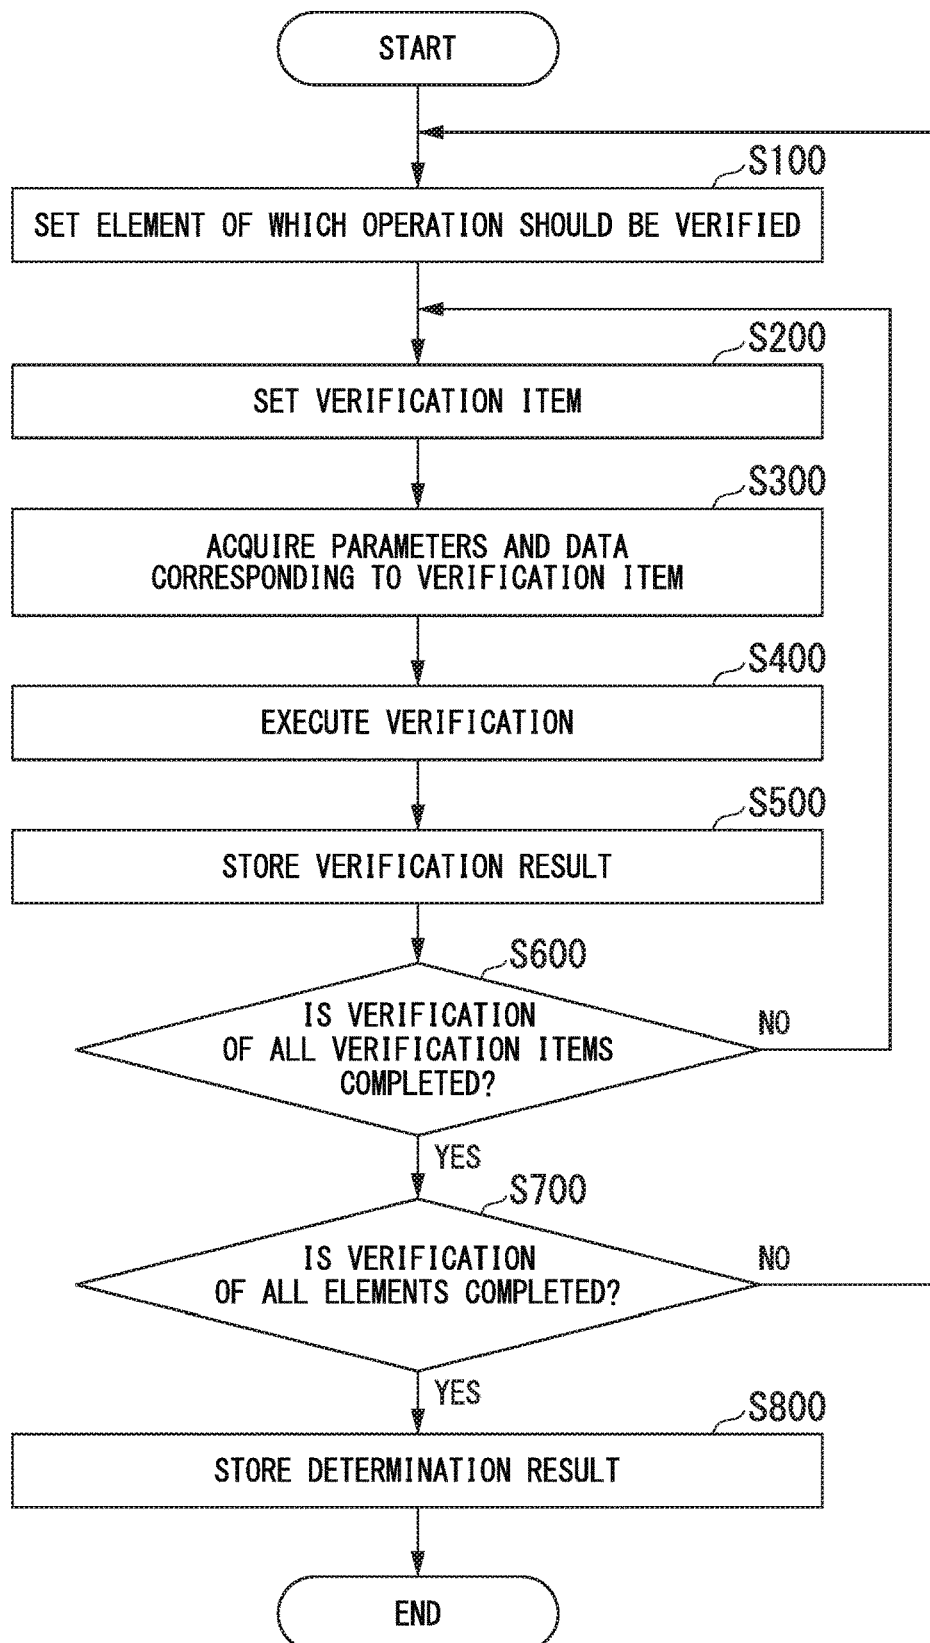 START
S100
SET ELEMENT OF WHICH OPERATION SHOULD BE VERIFIED
S200
SET VERIFICATION ITEM
S300
ACQUIRE PARAMETERS AND DATA
CORRESPONDING TO VERIFICATION ITEM
S400
EXECUTE VERIFICATION
S500
STORE VERIFICATION RESULT
S600
IS VERIFICATION
OF ALL VERIFICATION ITEMS
COMPLETED?
NO
YES
S700
IS VERIFICATION
OF ALL ELEMENTS COMPLETED?
NO
YES
S800
STORE DETERMINATION RESULT
END